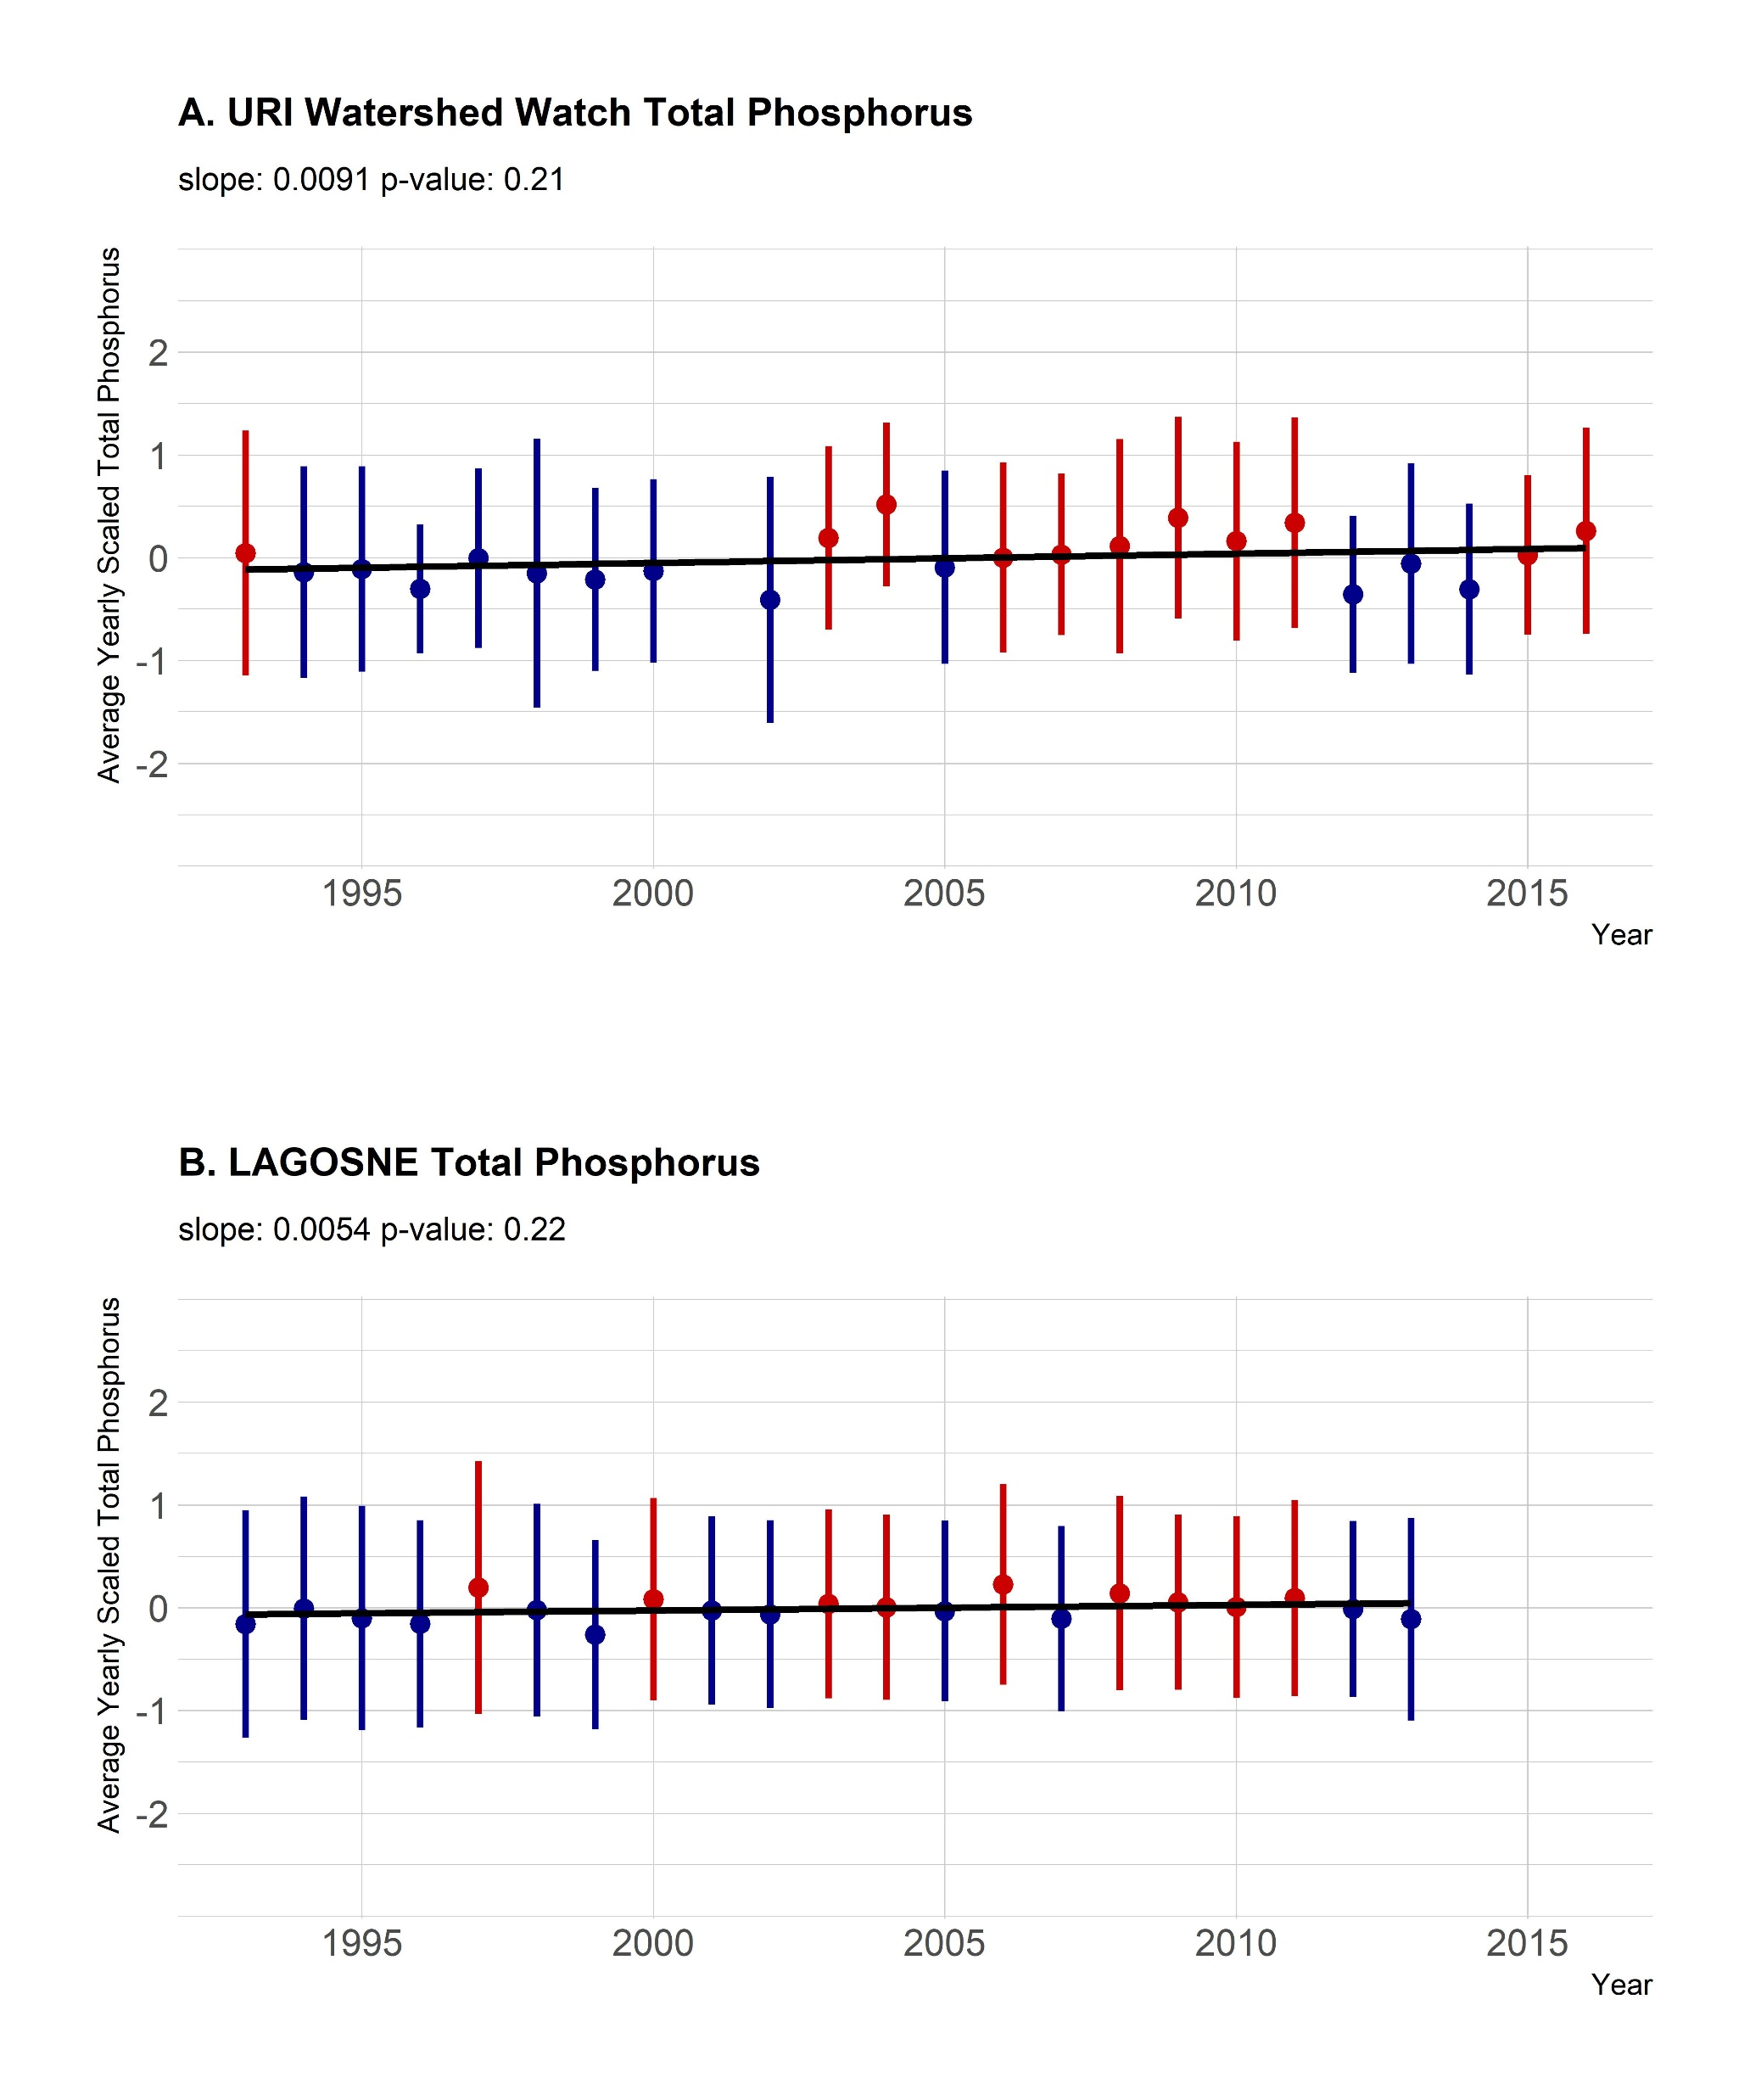 A. URI Watershed Watch Total Phosphorus
slope: 0.0091 p-value: 0.21
Average Yearly Scaled Total Phosphorus
2
1
0
-1
-2
1995 2000 2005 2010 2015
Year
B. LAGOSNE Total Phosphorus
slope: 0.0054 p-value: 0.22
Average Yearly Scaled Total Phosphorus
2
1
0
-1
-2
1995 2000 2005 2010 2015
Year